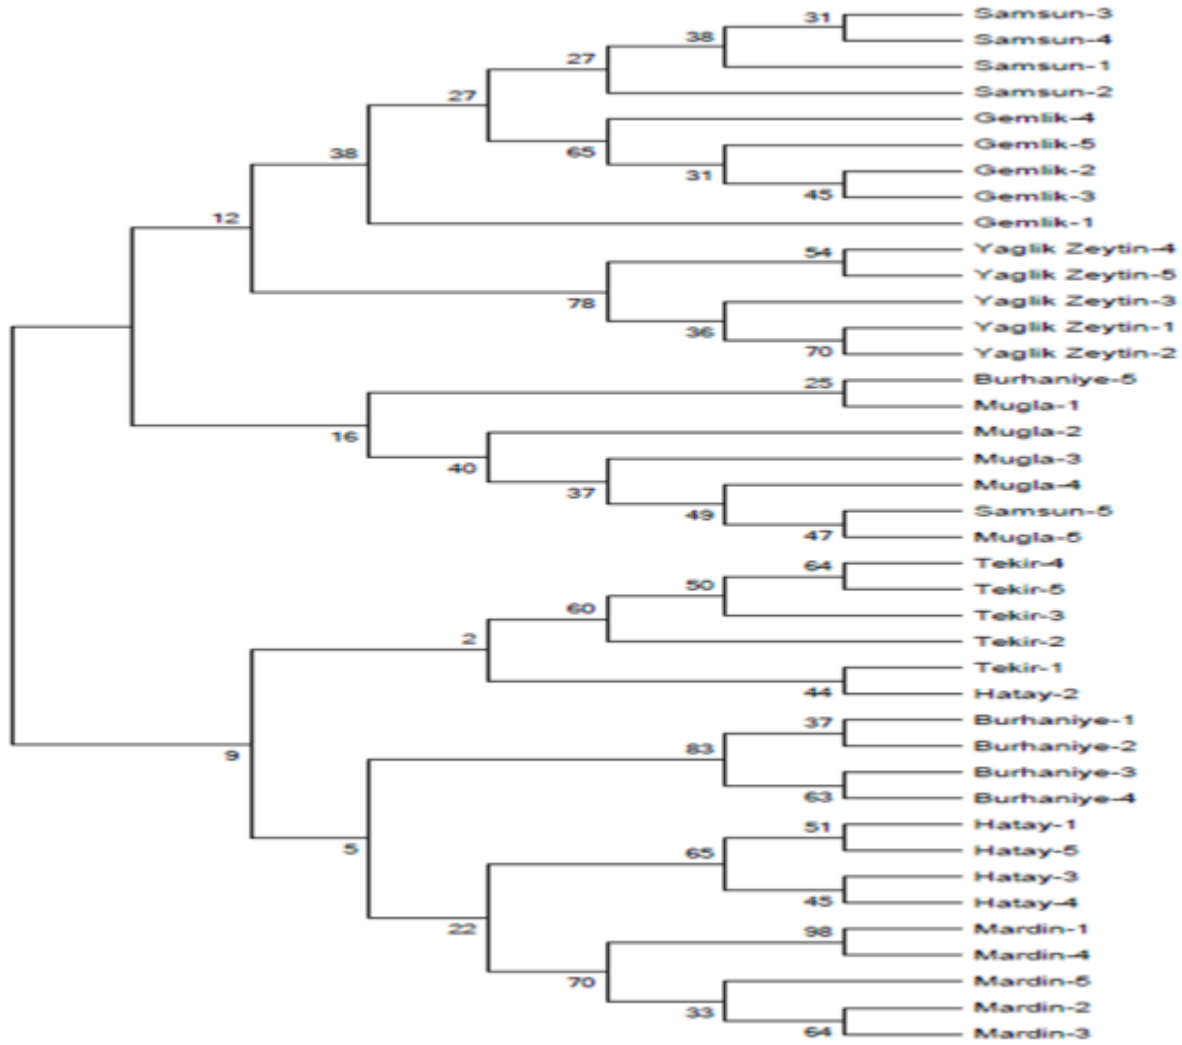 31 Samsun-3
Samsun-4
38
Samsun-1
27
Samsun-2
27
Gemlik-4
65
Gemlik-5
31
Gemlik-2
45
Gemlik-3
38
Gemlik-1
12
54 Yaglik Zeytin-4
Yaglik Zeytin-5
78
Yaglik Zeytin-3
36
Yaglik Zeytin-1
70 Yaglik Zeytin-2
25 Burhaniye-5
Mugla-1
16
Mugla-2
40
Mugla-3
37
Mugla-4
49
Samsun-5
47 Mugla-5
64 Tekir-4
Tekir-5
50
Tekir-3
60
Tekir-2
2
Tekir-1
44 Hatay-2
37 Burhaniye-1
Burhaniye-2
83
9
Burhaniye-3
63 Burhaniye-4
51 Hatay-1
Hatay-5
5
65
Hatay-3
45 Hatay-4
22
98 Mardin-1
Mardin-4
70
Mardin-5
33
Mardin-2
64 Mardin-3